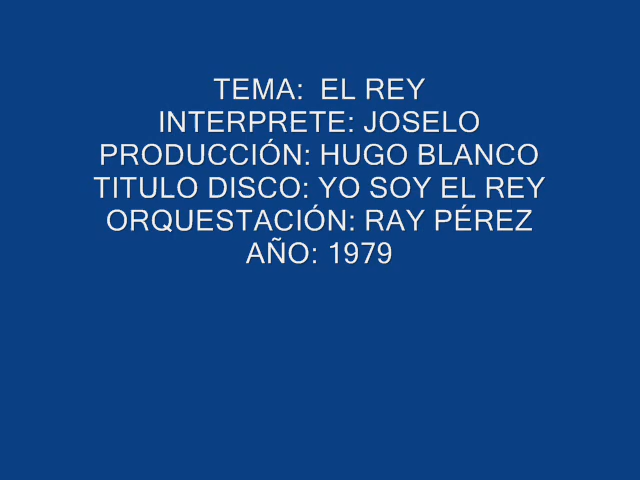 TEMA:  EL REY
INTERPRETE: JOSELO
PRODUCCIÓN: HUGO BLANCO
TITULO DISCO: YO SOY EL REY
ORQUESTACIÓN: RAY PÉREZ
AÑO: 1979